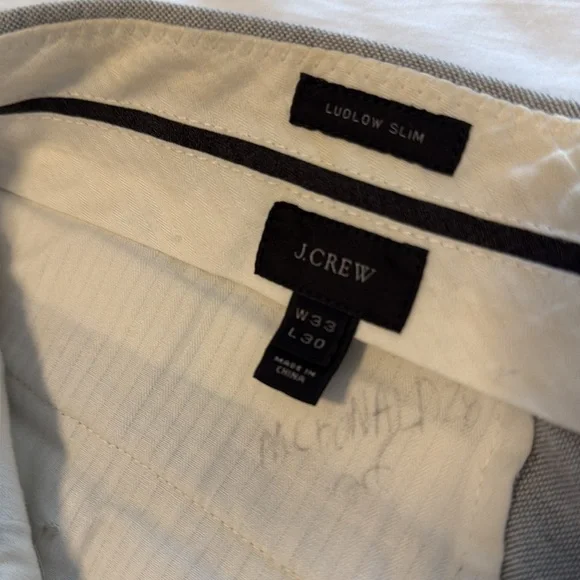 LUDLOW SLIM
J.CREW
W33
L30
MADE IN
CHINA